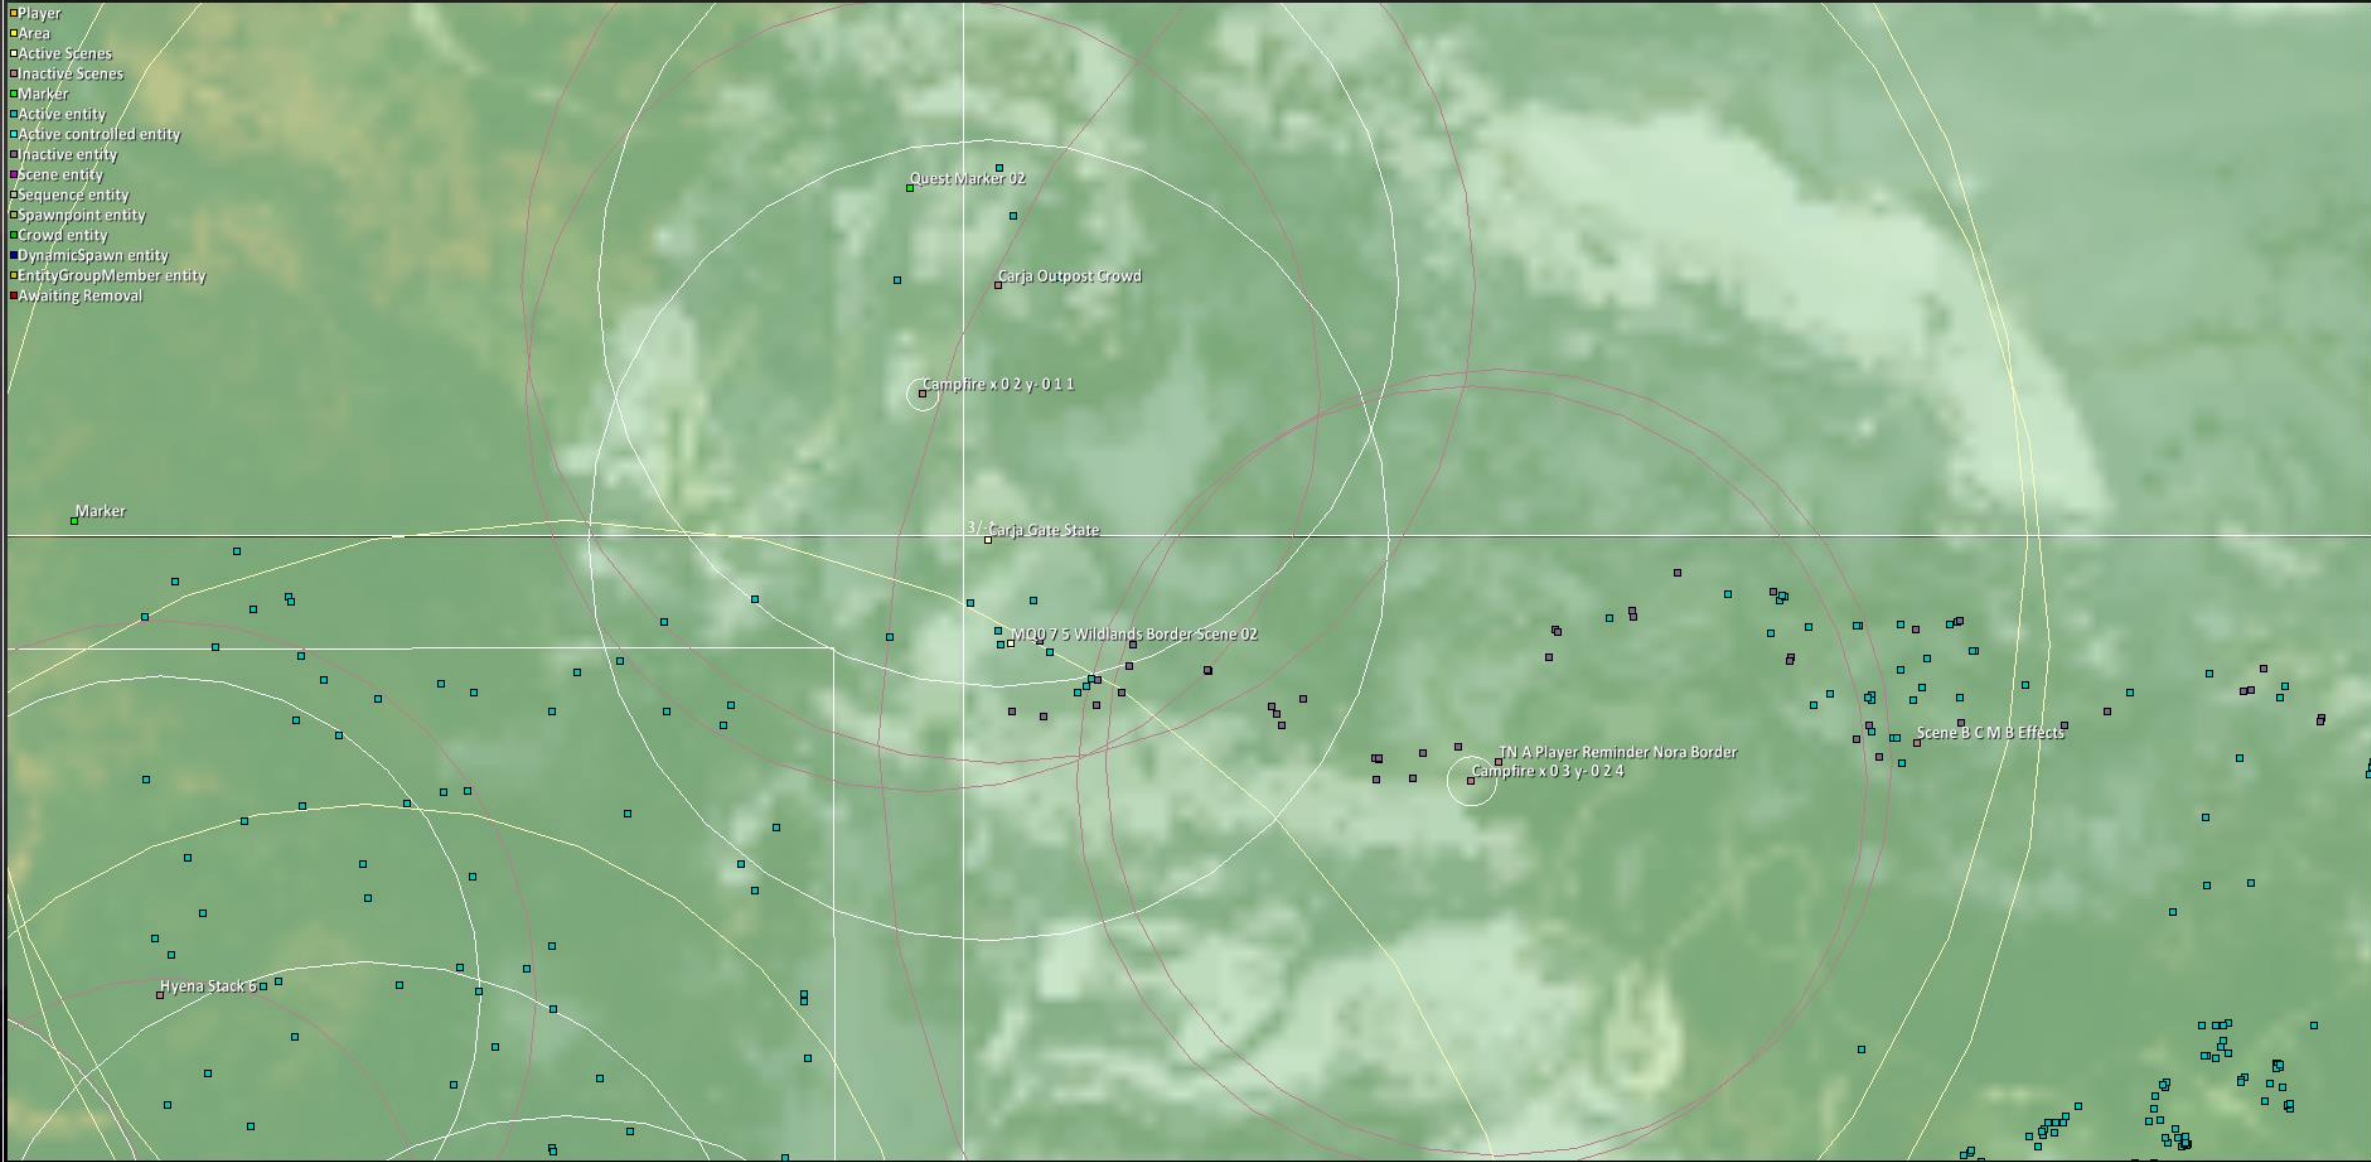 Player
Area
Active Scenes
Inactive Scenes
Marker
Active entity
Active controlled entity
Inactive entity
Scene entity
Sequence entity
Spawnpoint entity
Crowd entity
DynamicSpawn entity
EntityGroupMember entity
Awaiting Removal
Quest Marker 02
Carja Outpost Crowd
Campfire x 0 2 y- 0 1 1
Marker
Carja Gate State
MQ0 7 5 Wildlands Border Scene 02
Scene B C M B Effects
TN A Player Reminder Nora Border
Campfire x 0 3 y- 0 2 4
Hyena Stack 6